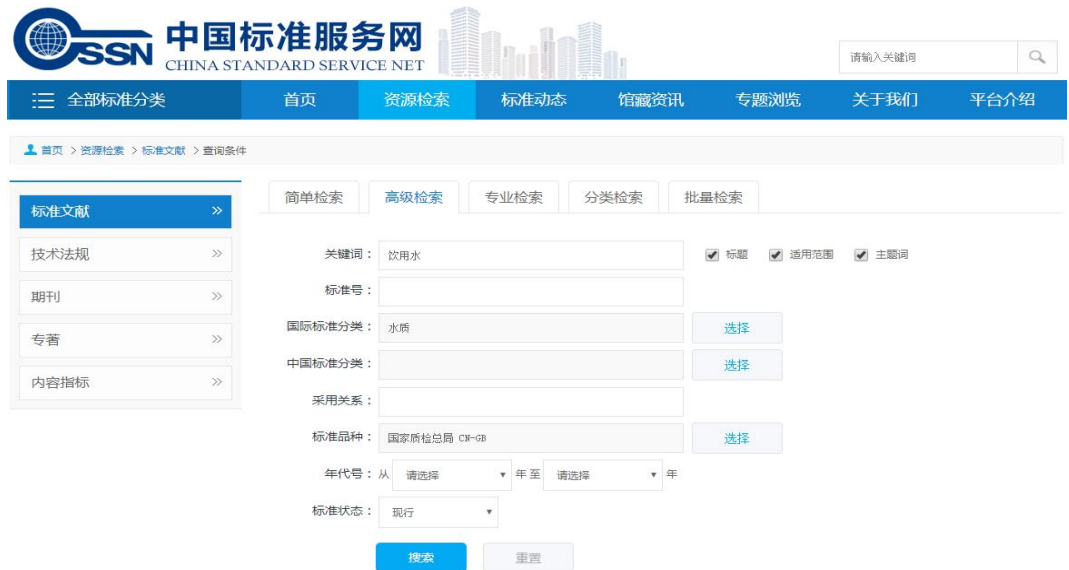 CSSN 中国标准服务网
CHINA STANDARD SERVICE NET
请输入关键词
全部标准分类 首页 资源检索 标准动态 馆藏资讯 专题浏览 关于我们 平台介绍
首页 > 资源检索 > 标准文献 > 查询条件
标准文献 »
技术法规 »
期刊 »
专著 »
内容指标 »
简单检索 高级检索 专业检索 分类检索 批量检索
关键词： 饮用水 标题 适用范围 主题词
标准号：
国际标准分类： 水质 选择
中国标准分类： 选择
采用关系：
标准品种： 国家质检总局 CN-GB 选择
年代号：从 请选择 年至 请选择 年
标准状态： 现行
搜索 重置